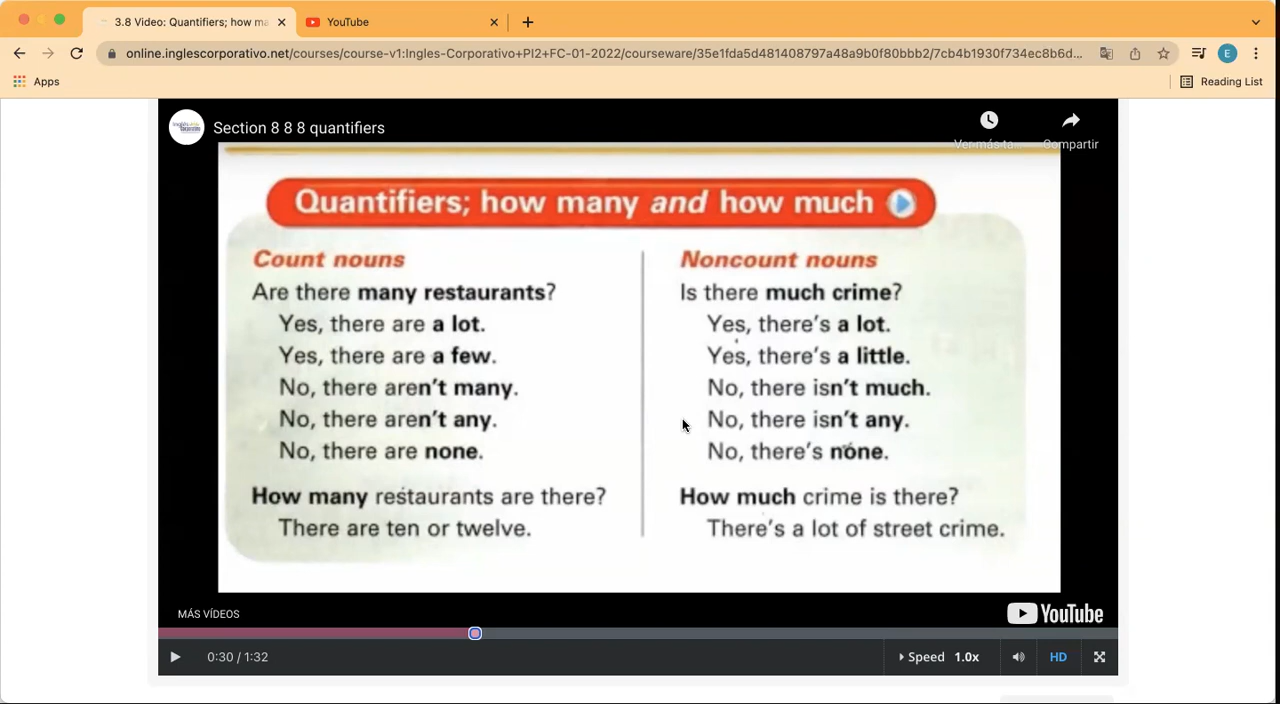 3.8 Video: Quantifiers; how ma
YouTube
online.inglescorporativo.net/courses/course-v1:Ingles-Corporativo+PI2+FC-01-2022/courseware/35e1fda5d481408797a48a9b0f80bbb2/7cb4b1930f734ec8b6d...
E
Apps
Reading List
Section 8 8 8 quantifiers
Ver más ta...
Compartir
Quantifiers; how many and how much
Count nouns
Are there many restaurants?
Yes, there are a lot.
Yes, there are a few.
No, there aren't many.
No, there aren't any.
No, there are none.
How many restaurants are there?
There are ten or twelve.
Noncount nouns
Is there much crime?
Yes, there's a lot.
Yes, there's a little.
No, there isn't much.
No, there isn't any.
No, there's none.
How much crime is there?
There's a lot of street crime.
MÁS VÍDEOS
YouTube
0:30 / 1:32
Speed 1.0x
HD